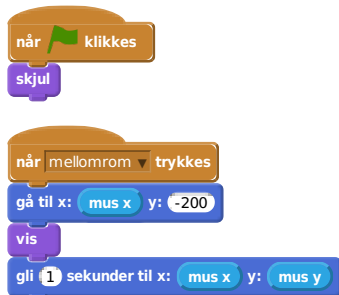 når klikkes
skjul
når mellomrom trykkes
gå til x: mus x y: -200
vis
gli 1 sekunder til x: mus x y: mus y